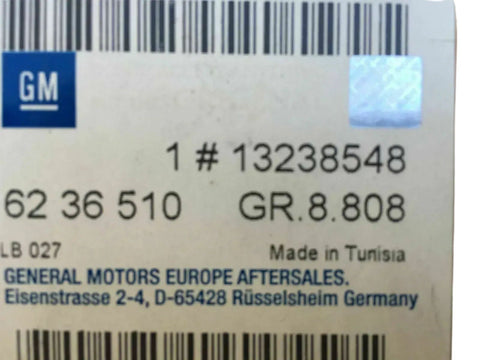 GM
1 # 13238548
62 36 510 GR.8.808
LB 027 Made in Tunisia
GENERAL MOTORS EUROPE AFTERSALES.
Eisenstrasse 2-4, D-65428 Rüsselsheim Germany